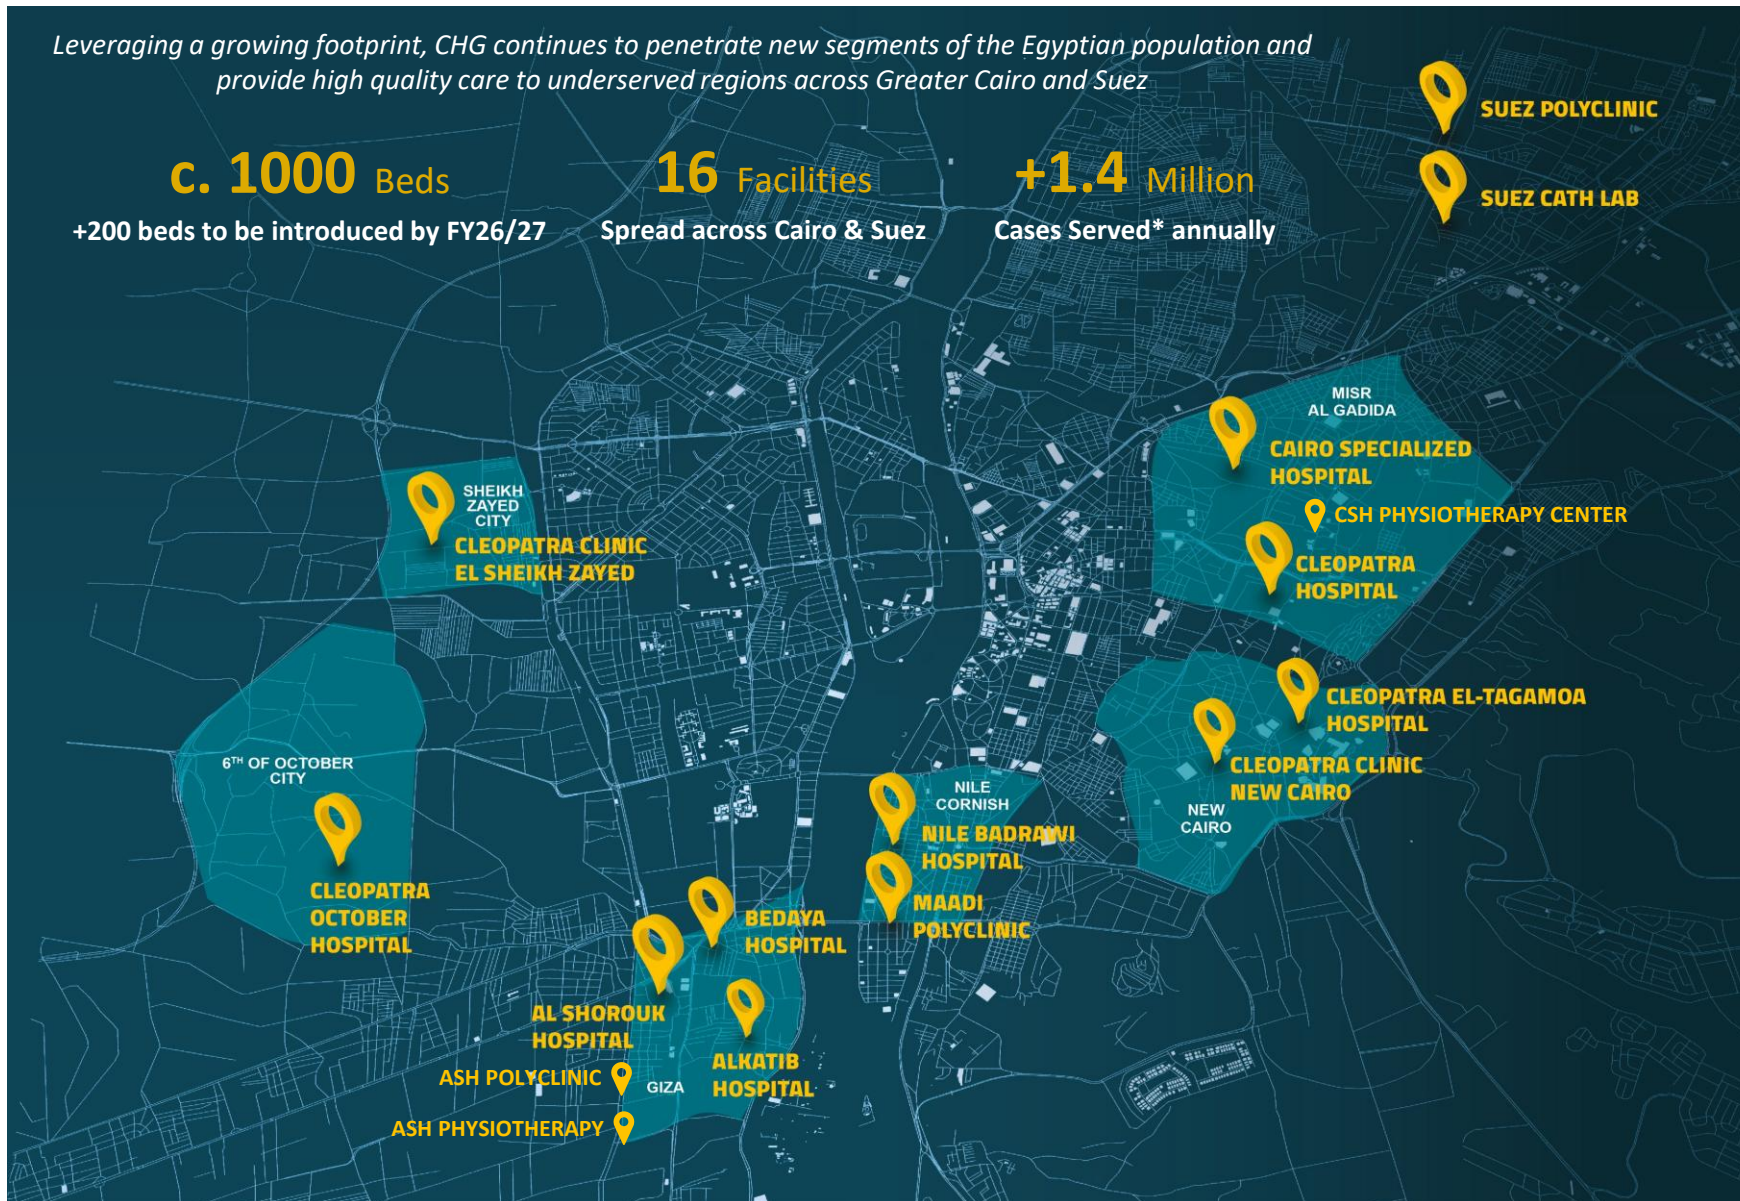 Leveraging a growing footprint, CHG continues to penetrate new segments of the Egyptian population and
provide high quality care to underserved regions across Greater Cairo and Suez
c. 1000 Beds
+200 beds to be introduced by FY26/27
16 Facilities
Spread across Cairo & Suez
+1.4 Million
Cases Served* annually
SUEZ POLYCLINIC
SUEZ CATH LAB
MISR
AL GADIDA
CAIRO SPECIALIZED
HOSPITAL
CSH PHYSIOTHERAPY CENTER
CLEOPATRA
HOSPITAL
SHEIKH
ZAYED
CITY
CLEOPATRA CLINIC
EL SHEIKH ZAYED
CLEOPATRA EL-TAGAMOA
HOSPITAL
CLEOPATRA CLINIC
NEW CAIRO
NEW
CAIRO
6TH OF OCTOBER
CITY
CLEOPATRA
OCTOBER
HOSPITAL
NILE
CORNISH
NILE BADRAWI
HOSPITAL
MAADI
POLYCLINIC
BEDAYA
HOSPITAL
AL SHOROUK
HOSPITAL
ALKATIB
HOSPITAL
ASH POLYCLINIC
GIZA
ASH PHYSIOTHERAPY